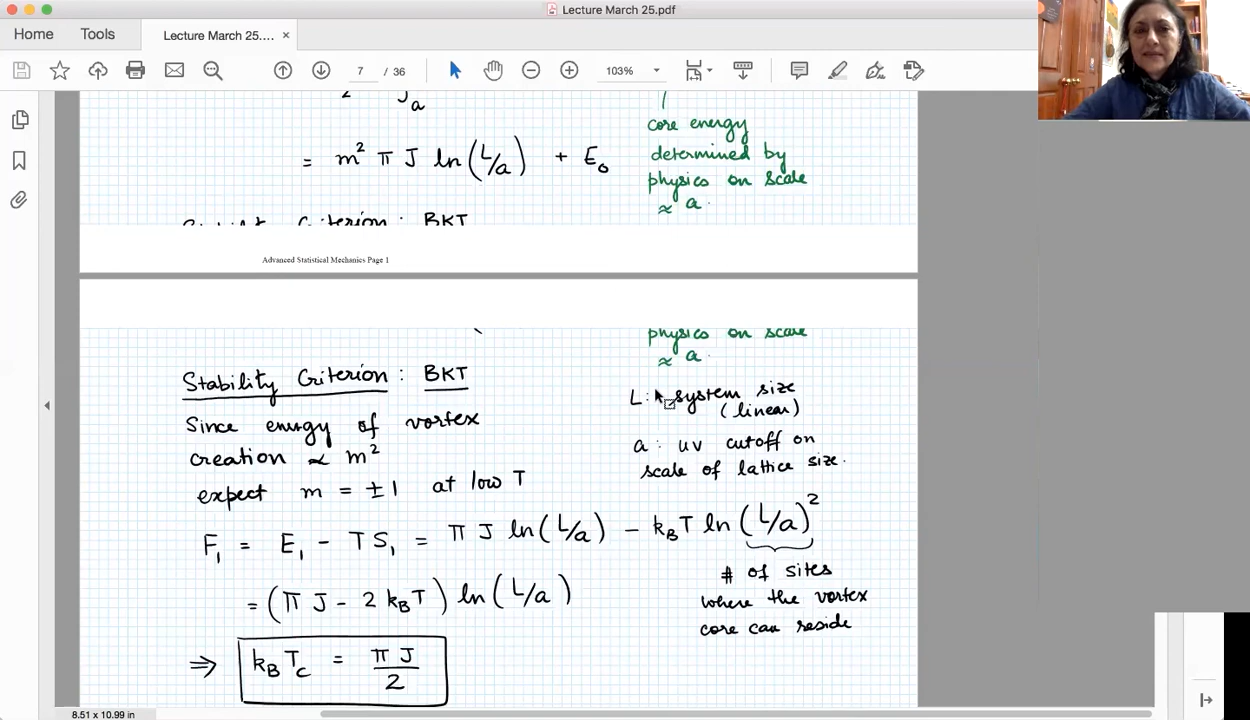 Lecture March 25.pdf
Home
Tools
Lecture March 25.... ×
7 / 36
103%
core energy
determined by
= m² π J ln(L/a) + E₀
physics on scale
≈ a.
Stability Criterion : BKT
Advanced Statistical Mechanics Page 1
physics on scale
≈ a.
Stability Criterion : BKT
L : system size
(linear)
Since energy of vortex
a : uv cutoff on
creation ∝ m²
scale of lattice size.
expect m = ±1 at low T
F₁ = E₁ - TS₁ = π J ln(L/a) - k_B T ln(L/a)²
# of sites
= (π J - 2 k_B T) ln(L/a)
where the vortex
core can reside
⇒ k_B T_c = π J / 2
8.51 x 10.99 in